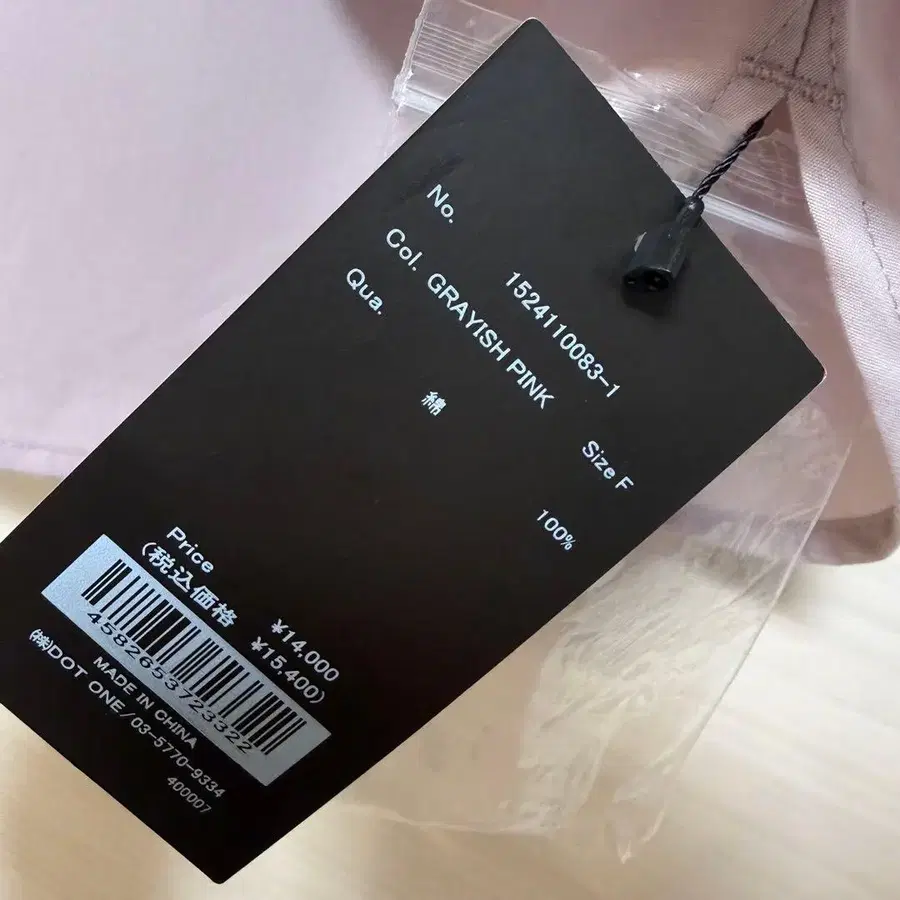 No. 1524110083-1
Col. GRAYISH PINK Size F
Qua. 綿 100%
Price ¥14,000
(税込価格 ¥15,400)
4582653723322
MADE IN CHINA
(株)DOT ONE/03-5770-9334
400007